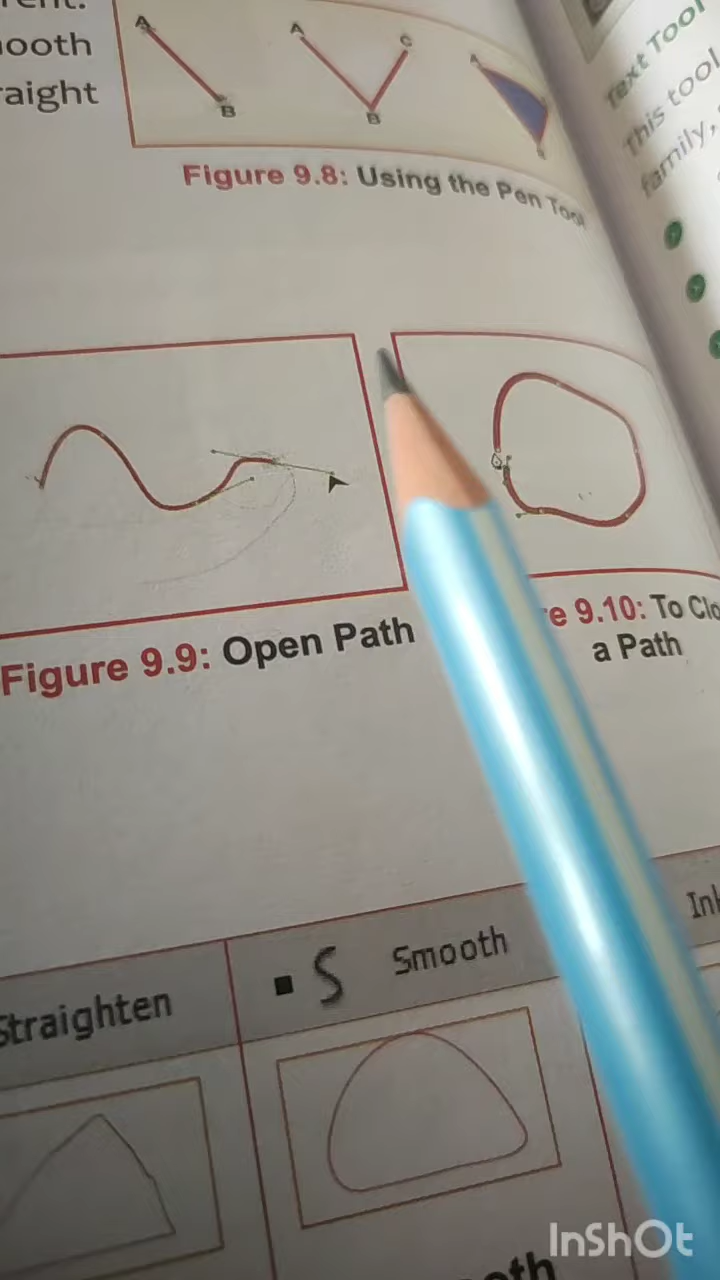 ooth
raight
A
B
A
C
B
A
Figure 9.8: Using the Pen Tool
Text Tool
This tool
family,
Figure 9.9: Open Path
e 9.10: To Clo
a Path
Straighten
S Smooth
Ink
InShOt